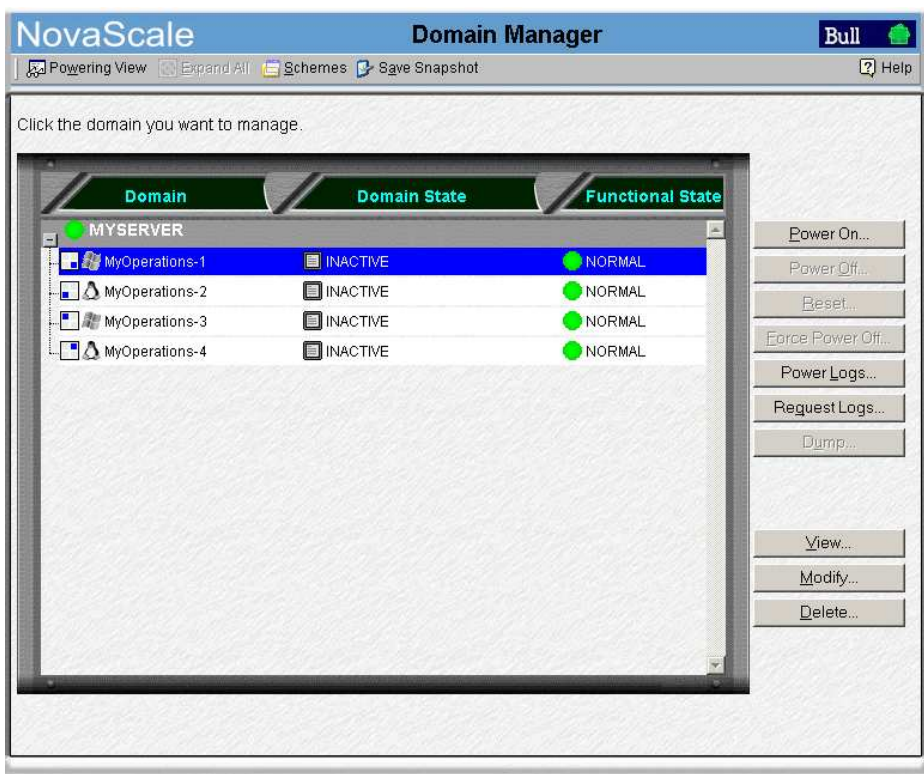 NovaScale Domain Manager Bull
Powering View Expand All Schemes Save Snapshot Help
Click the domain you want to manage.
Domain Domain State Functional State
MYSERVER
MyOperations-1 INACTIVE NORMAL
MyOperations-2 INACTIVE NORMAL
MyOperations-3 INACTIVE NORMAL
MyOperations-4 INACTIVE NORMAL
Power On...
Power Off...
Reset...
Force Power Off...
Power Logs...
Request Logs...
Dump...
View...
Modify...
Delete...